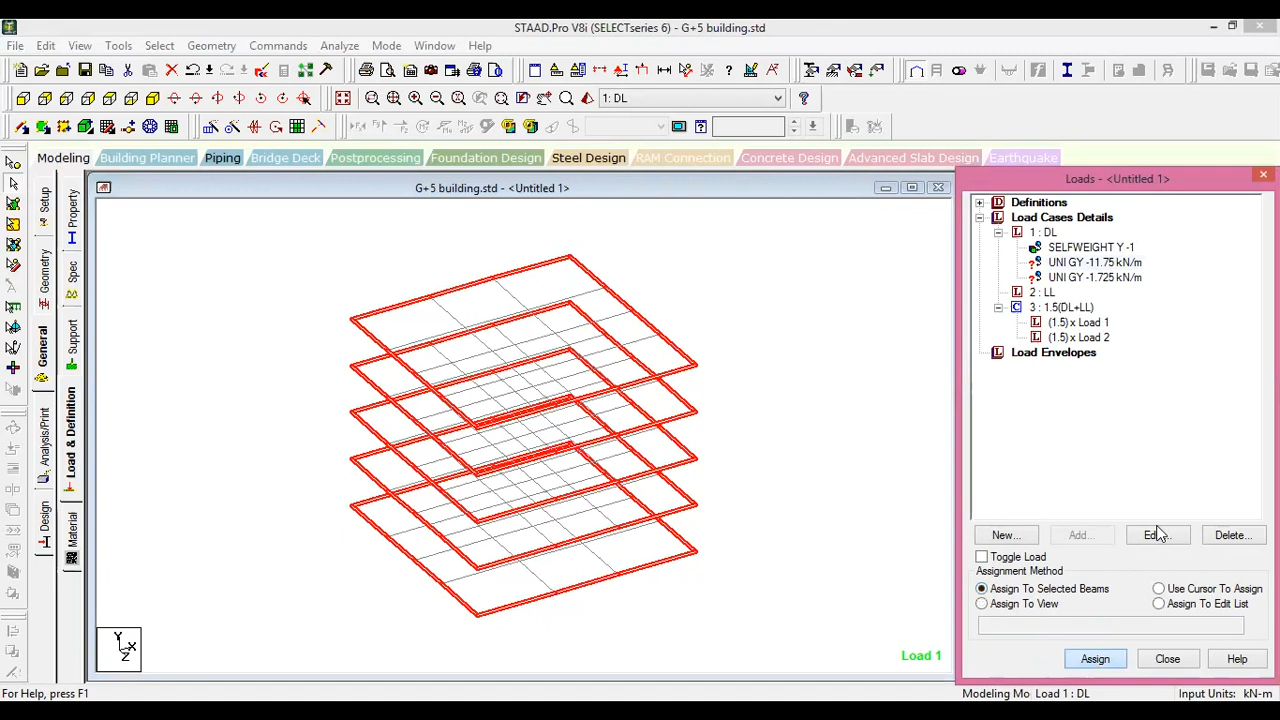 STAAD.Pro V8i (SELECTseries 6) - G+5 building.std
File Edit View Tools Select Geometry Commands Analyze Mode Window Help
1: DL
Modeling Building Planner Piping Bridge Deck Postprocessing Foundation Design Steel Design RAM Connection Concrete Design Advanced Slab Design Earthquake
G+5 building.std - <Untitled 1>
Setup
Geometry
General
Analysis/Print
Design
Property
Spec
Support
Load & Definition
Material
Y
X
Z
Load 1
Loads - <Untitled 1>
Definitions
Load Cases Details
1 : DL
SELFWEIGHT Y -1
UNI GY -11.75 kN/m
UNI GY -1.725 kN/m
2 : LL
3 : 1.5(DL+LL)
(1.5) x Load 1
(1.5) x Load 2
Load Envelopes
New... Add... Delete...
Toggle Load
Assignment Method
Assign To Selected Beams Use Cursor To Assign
Assign To View Assign To Edit List
Assign Close Help
For Help, press F1 Modeling Mo Load 1 : DL Input Units: kN-m